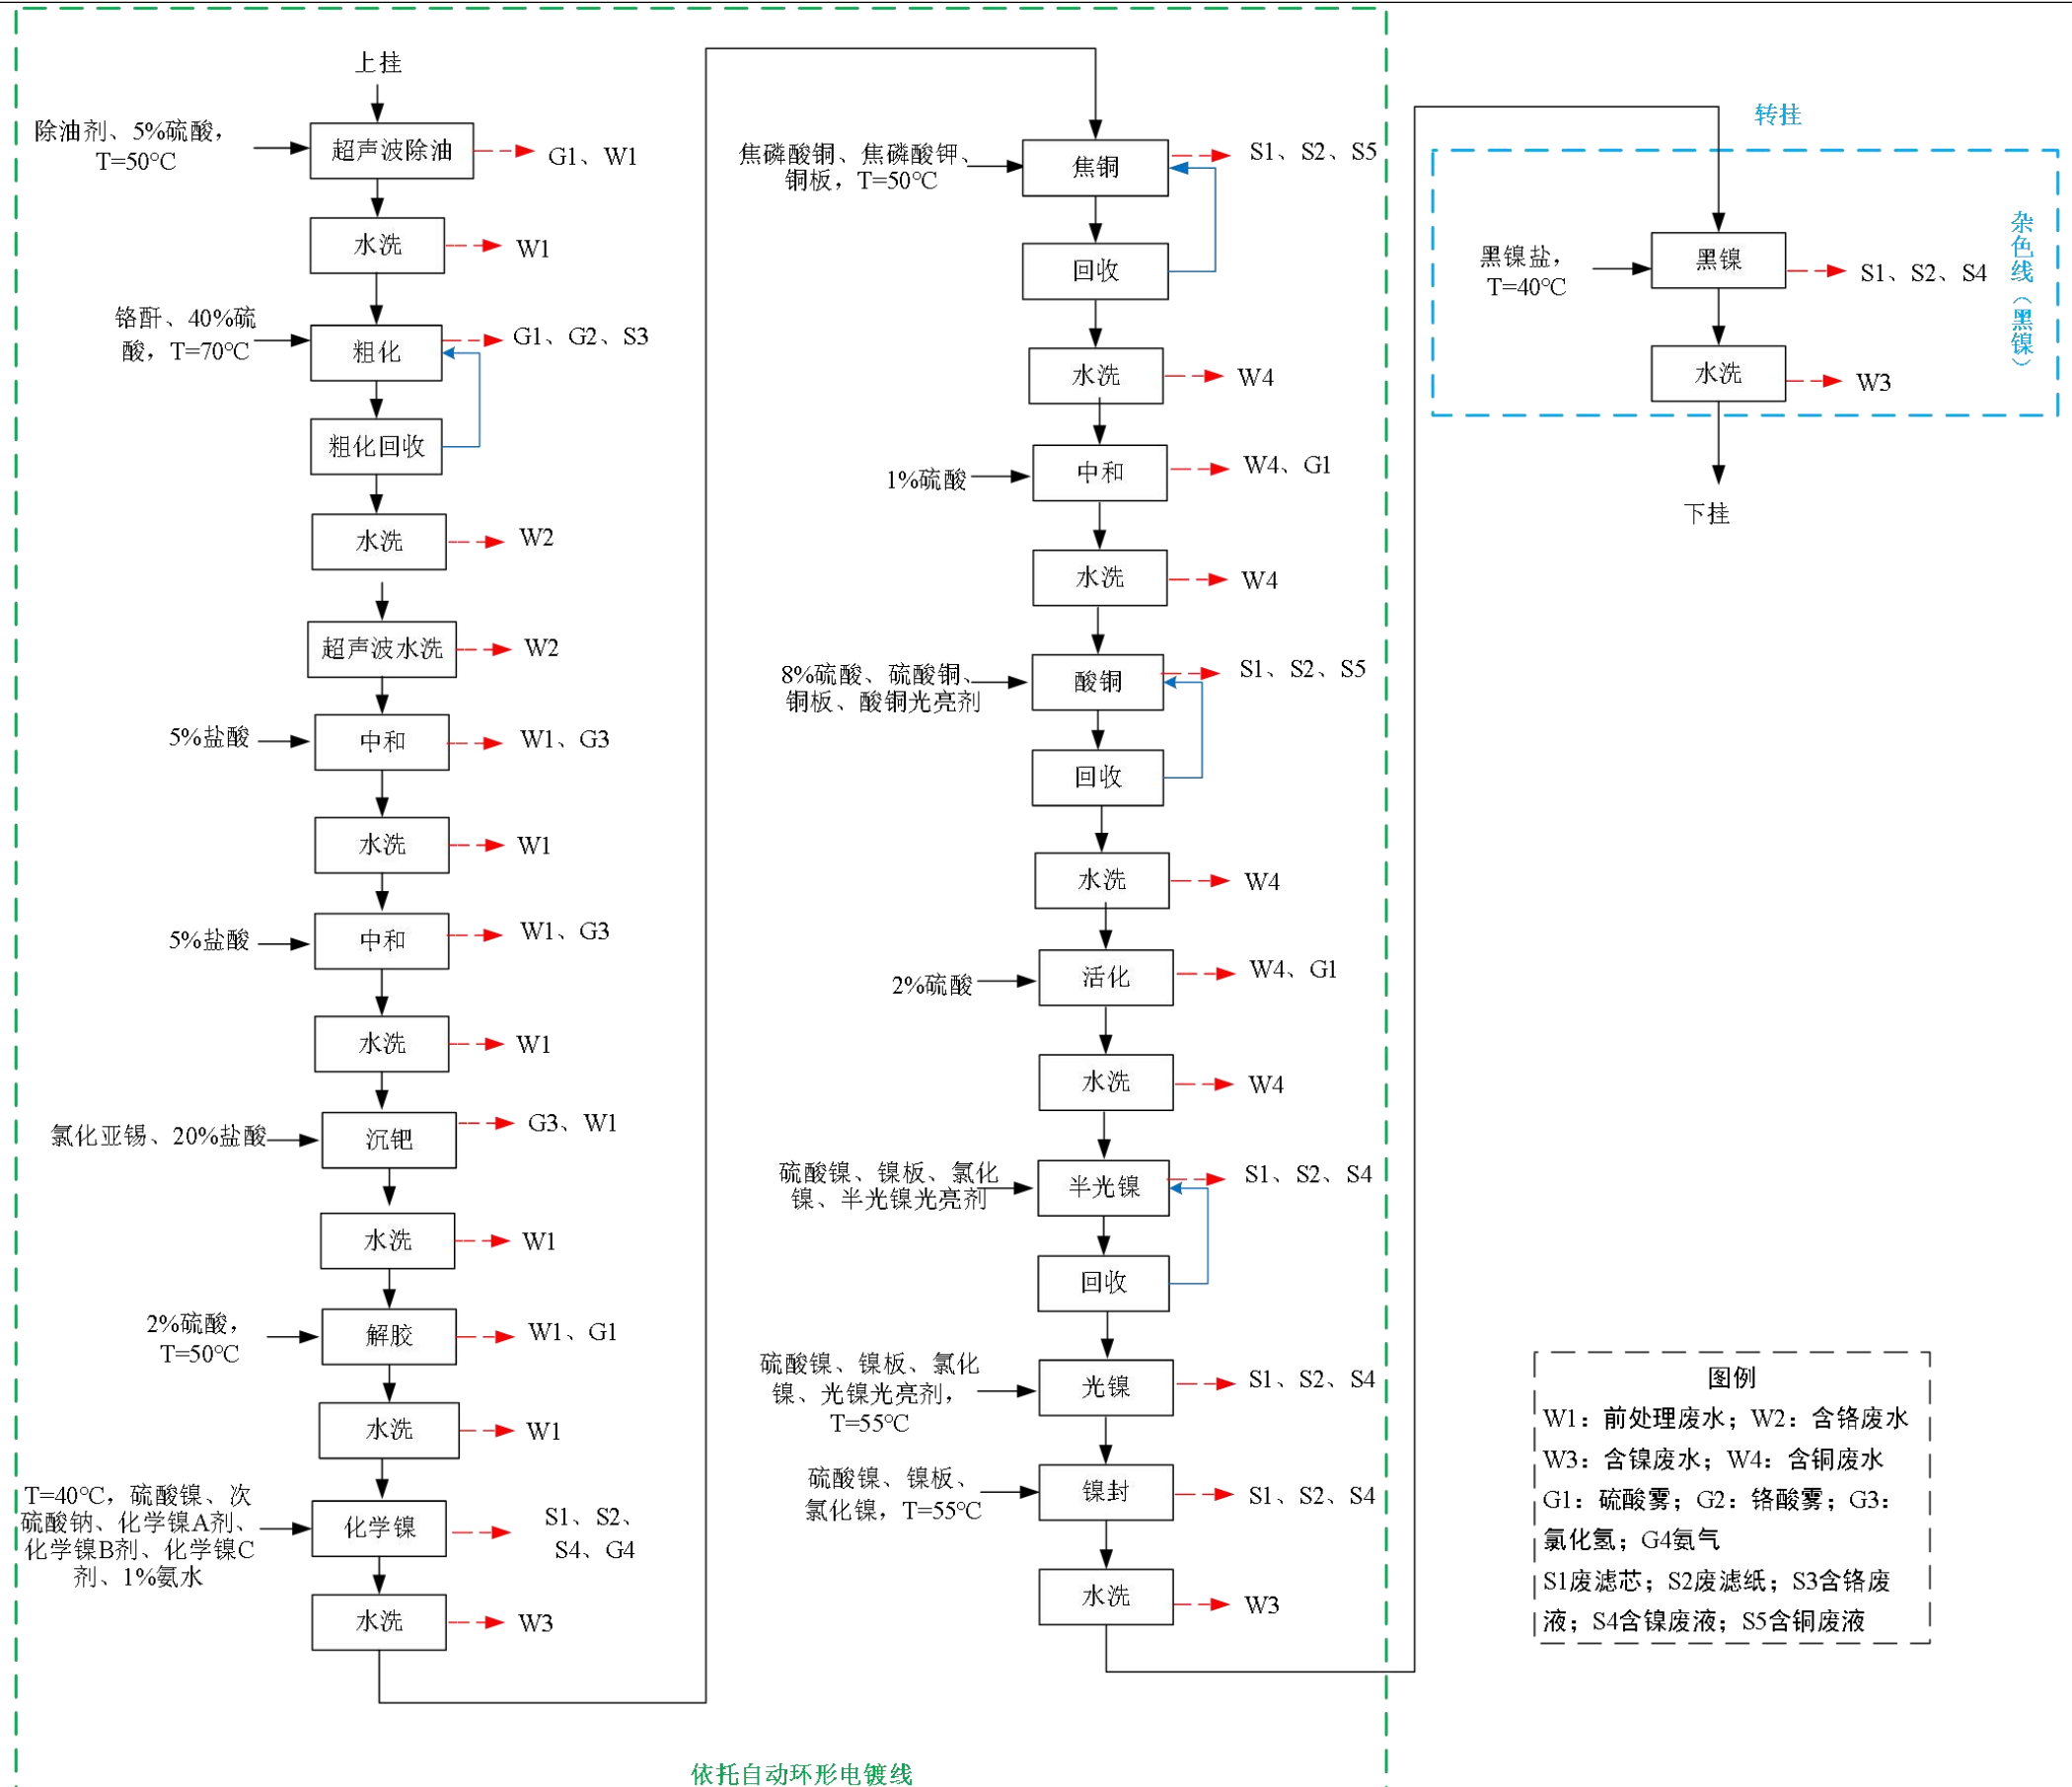 上挂
除油剂、5%硫酸，
T=50℃
超声波除油
G1、W1
水洗
W1
铬酐、40%硫
酸，T=70℃
粗化
G1、G2、S3
粗化回收
水洗
W2
超声波水洗
W2
5%盐酸
中和
W1、G3
水洗
W1
5%盐酸
中和
W1、G3
水洗
W1
氯化亚锡、20%盐酸
沉钯
G3、W1
水洗
W1
2%硫酸，
T=50℃
解胶
W1、G1
水洗
W1
T=40℃，硫酸镍、次
硫酸钠、化学镍A剂、
化学镍B剂、化学镍C
剂、1%氨水
化学镍
S1、S2、
S4、G4
水洗
W3
焦磷酸铜、焦磷酸钾、
铜板，T=50℃
焦铜
S1、S2、S5
回收
水洗
W4
1%硫酸
中和
W4、G1
水洗
W4
8%硫酸、硫酸铜、
铜板、酸铜光亮剂
酸铜
S1、S2、S5
回收
水洗
W4
2%硫酸
活化
W4、G1
水洗
W4
硫酸镍、镍板、氯化
镍、半光镍光亮剂
半光镍
S1、S2、S4
回收
硫酸镍、镍板、氯化
镍、光镍光亮剂，
T=55℃
光镍
S1、S2、S4
硫酸镍、镍板、
氯化镍，T=55℃
镍封
S1、S2、S4
水洗
W3
依托自动环形电镀线
转挂
杂色线（黑镍）
黑镍盐，
T=40℃
黑镍
S1、S2、S4
水洗
W3
下挂
图例
W1：前处理废水；W2：含铬废水
W3：含镍废水；W4：含铜废水
G1：硫酸雾；G2：铬酸雾；G3：
氯化氢；G4氨气
S1废滤芯；S2废滤纸；S3含铬废
液；S4含镍废液；S5含铜废液